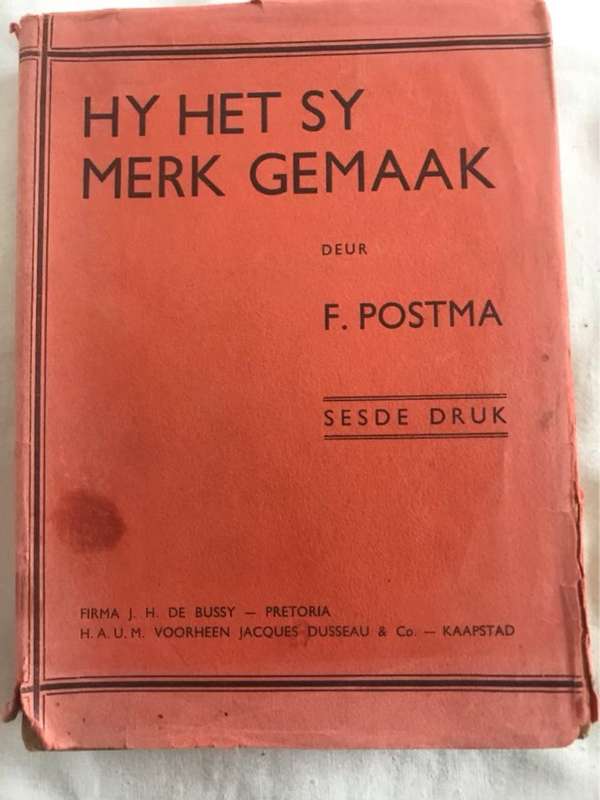 HY HET SY
MERK GEMAAK
DEUR
F. POSTMA
SESDE DRUK
FIRMA J. H. DE BUSSY — PRETORIA
H. A. U. M. VOORHEEN JACQUES DUSSEAU & Co. — KAAPSTAD